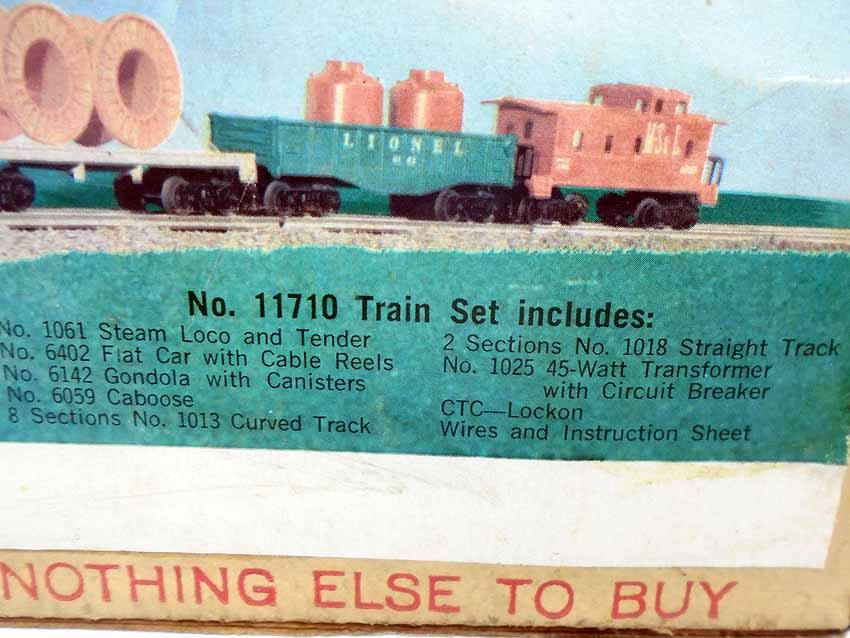 LIONEL
M.St.L
No. 11710 Train Set includes:
No. 1061 Steam Loco and Tender
No. 6402 Flat Car with Cable Reels
No. 6142 Gondola with Canisters
No. 6059 Caboose
8 Sections No. 1013 Curved Track
2 Sections No. 1018 Straight Track
No. 1025 45-Watt Transformer
with Circuit Breaker
CTC—Lockon
Wires and Instruction Sheet
NOTHING ELSE TO BUY